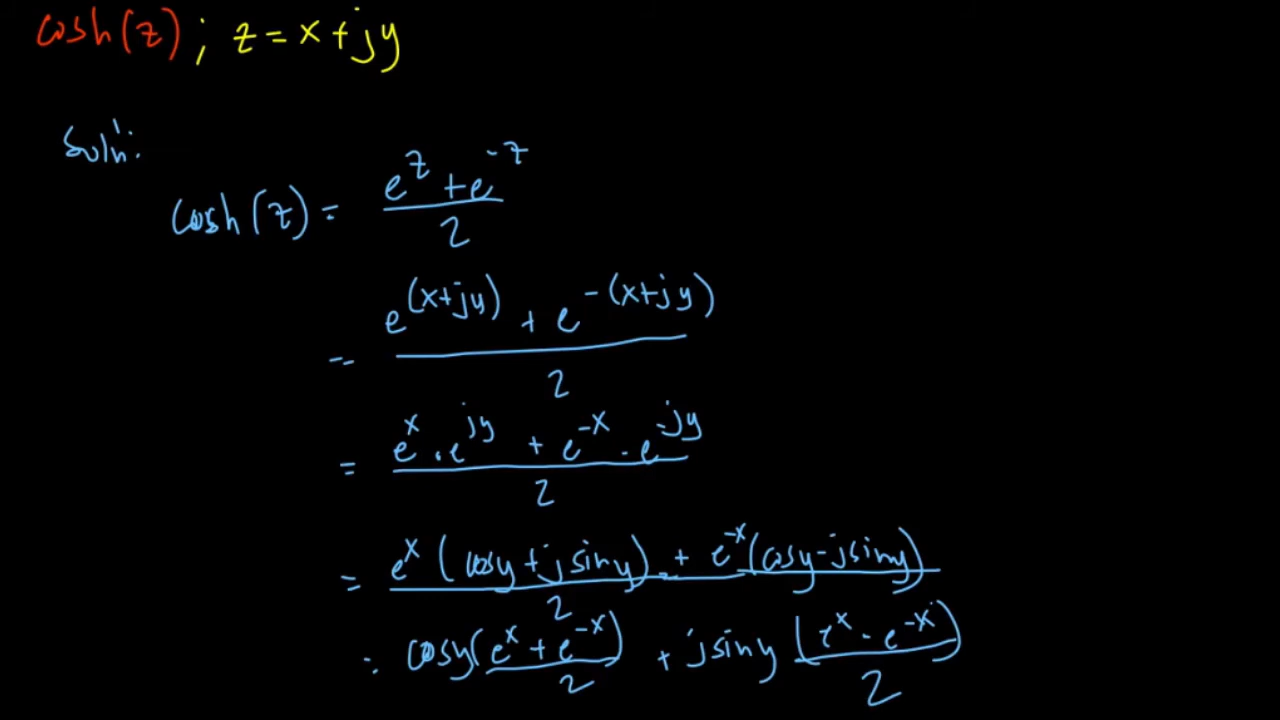 cosh(z) ; z = x + jy
Soln:
cosh(z) = (e^z + e^-z)/2
= (e^(x+jy) + e^-(x+jy))/2
= (e^x . e^jy + e^-x . e^-jy)/2
= (e^x (cosy + jsiny) + e^-x (cosy - jsiny))/2
= cosy (e^x + e^-x)/2 + jsiny (e^x - e^-x)/2